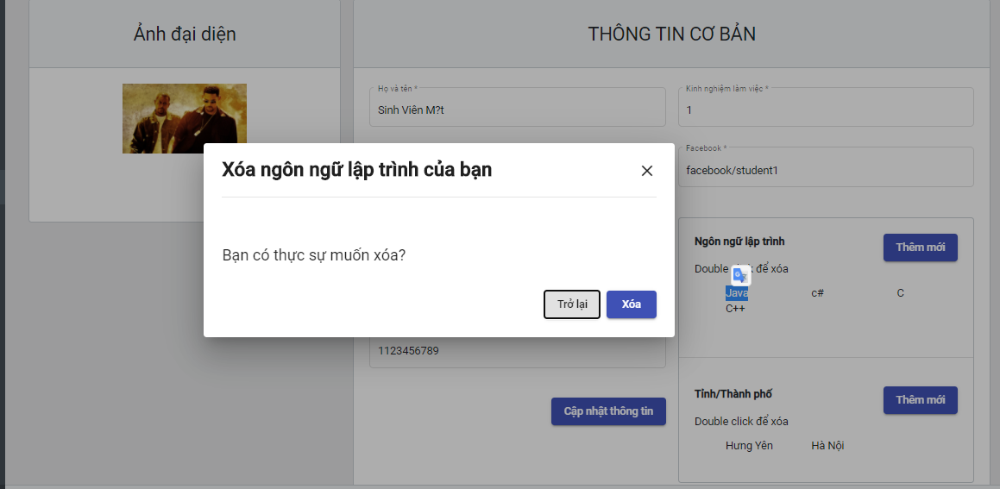 Ảnh đại diện
THÔNG TIN CƠ BẢN
Họ và tên *
Sinh Viên M?t
Kinh nghiệm làm việc *
1
Facebook *
facebook/student1
Xóa ngôn ngữ lập trình của bạn
Bạn có thực sự muốn xóa?
Trở lại
Xóa
Ngôn ngữ lập trình
Thêm mới
Double click để xóa
Java
c#
C
C++
1123456789
Cập nhật thông tin
Tỉnh/Thành phố
Thêm mới
Double click để xóa
Hưng Yên
Hà Nội